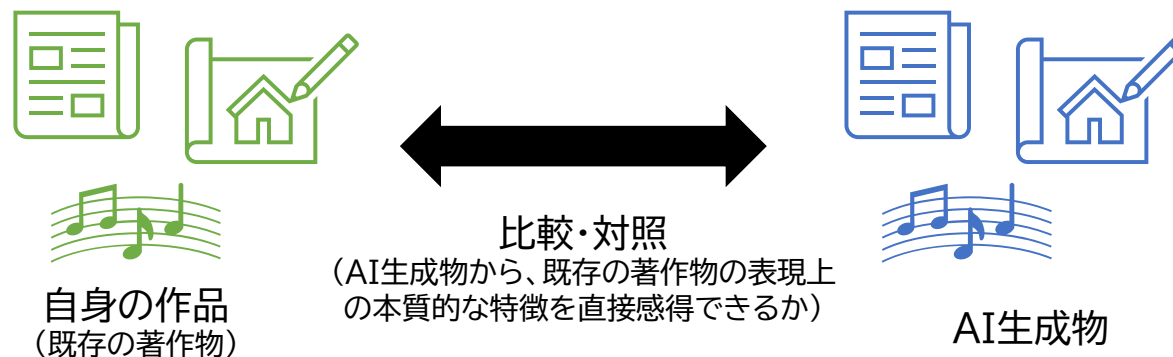 比較・対照
（AI生成物から、既存の著作物の表現上
の本質的な特徴を直接感得できるか）
自身の作品
（既存の著作物）
AI生成物